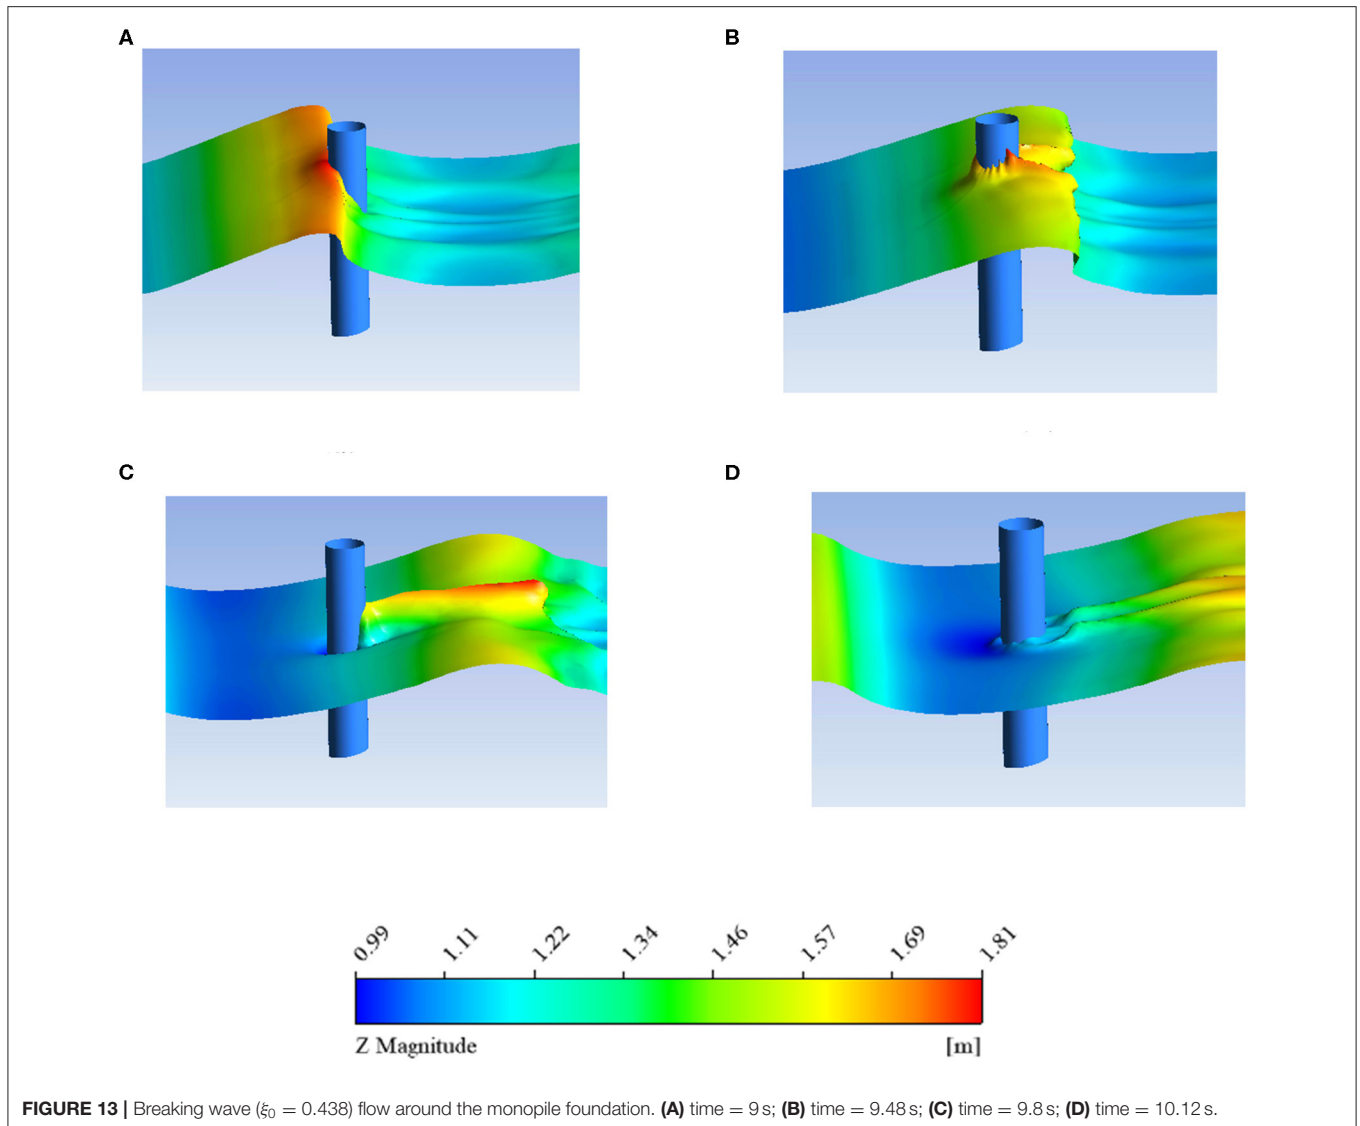 A
B
C
D
0.99
1.11
1.22
1.34
1.46
1.57
1.69
1.81
Z Magnitude
[m]
FIGURE 13 | Breaking wave (ξ0 = 0.438) flow around the monopile foundation. (A) time = 9 s; (B) time = 9.48 s; (C) time = 9.8 s; (D) time = 10.12 s.